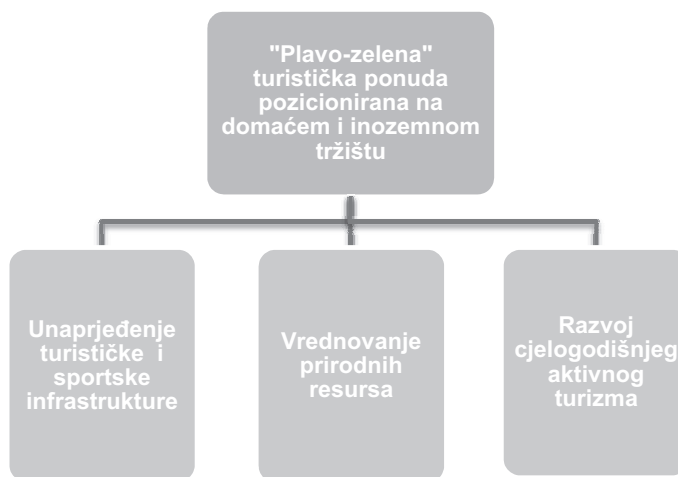 "Plavo-zelena"
turistička ponuda
pozicionirana na
domaćem i inozemnom
tržištu
Unaprjeđenje
turističke i
sportske
infrastrukture
Vrednovanje
prirodnih
resursa
Razvoj
cjelogodišnjeg
aktivnog
turizma